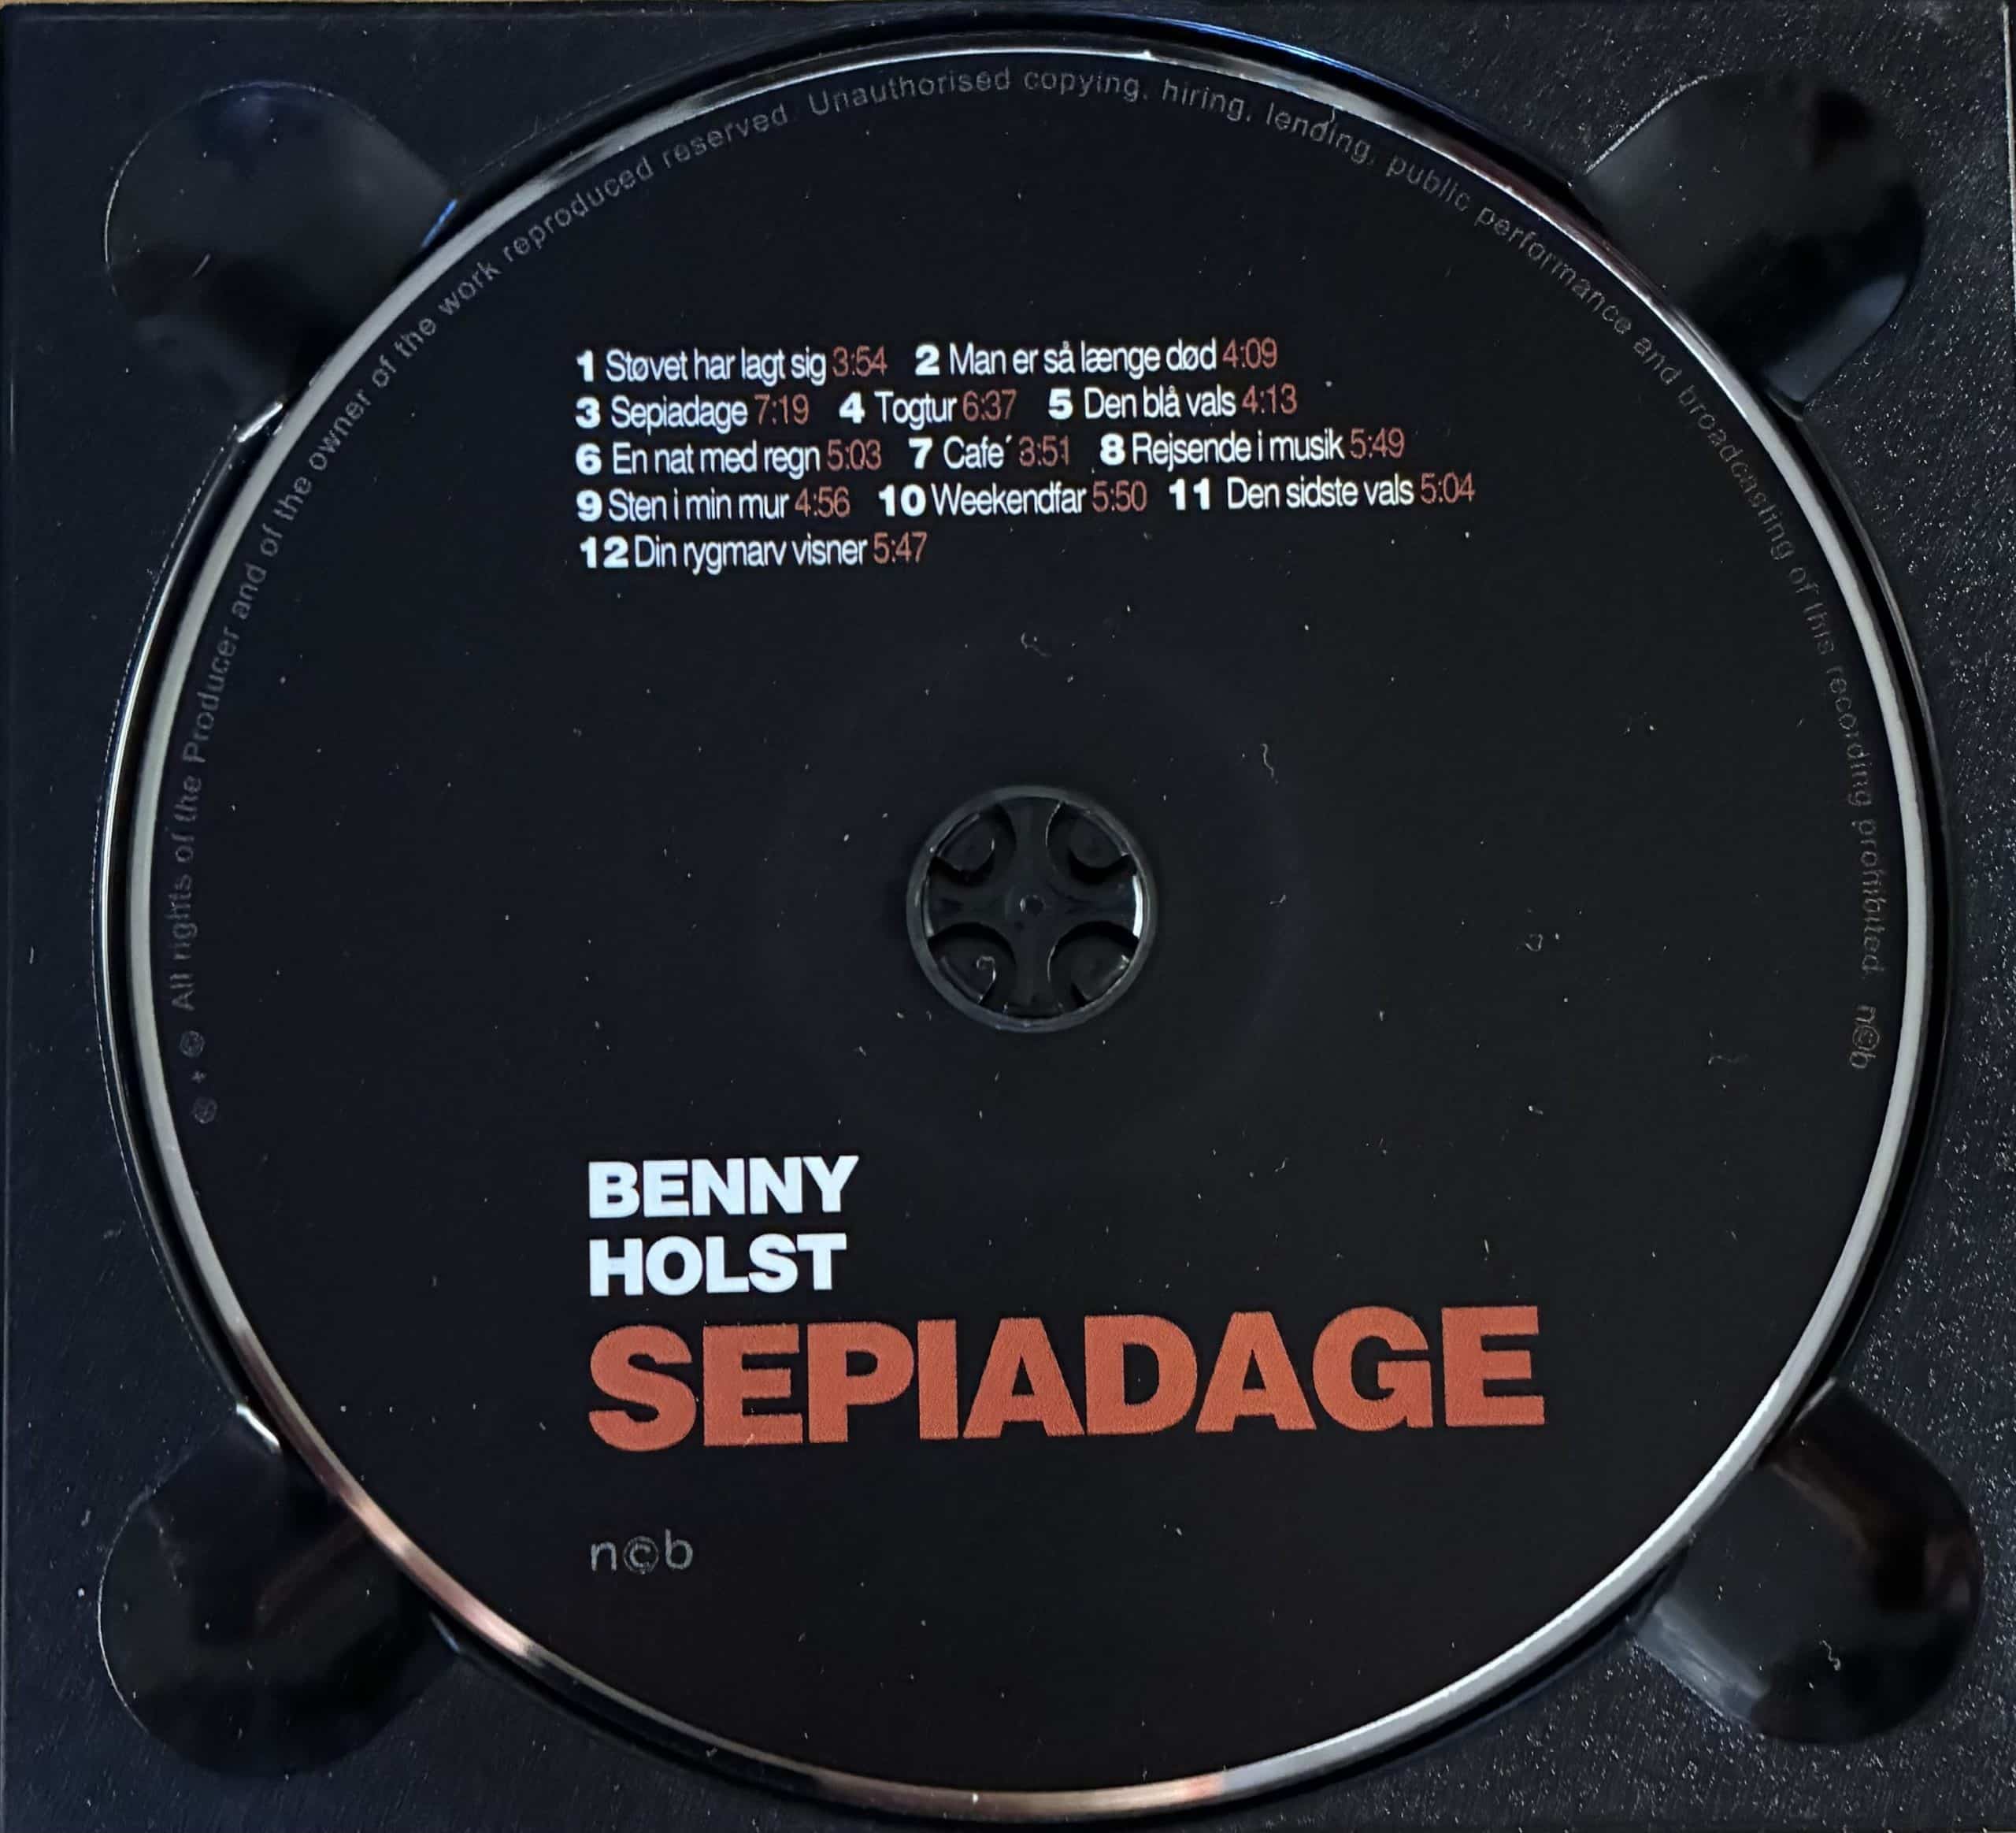 ℗ + © All rights of the Producer and of the owner of the work reproduced reserved. Unauthorised copying, hiring, lending, public performance and broadcasting of this recording prohibited. n©b
1 Støvet har lagt sig 3:54 2 Man er så længe død 4:09
3 Sepiadage 7:19 4 Togtur 6:37 5 Den blå vals 4:13
6 En nat med regn 5:03 7 Cafe´ 3:51 8 Rejsende i musik 5:49
9 Sten i min mur 4:56 10 Weekendfar 5:50 11 Den sidste vals 5:04
12 Din rygmarv visner 5:47
BENNY
HOLST
SEPIADAGE
n©b